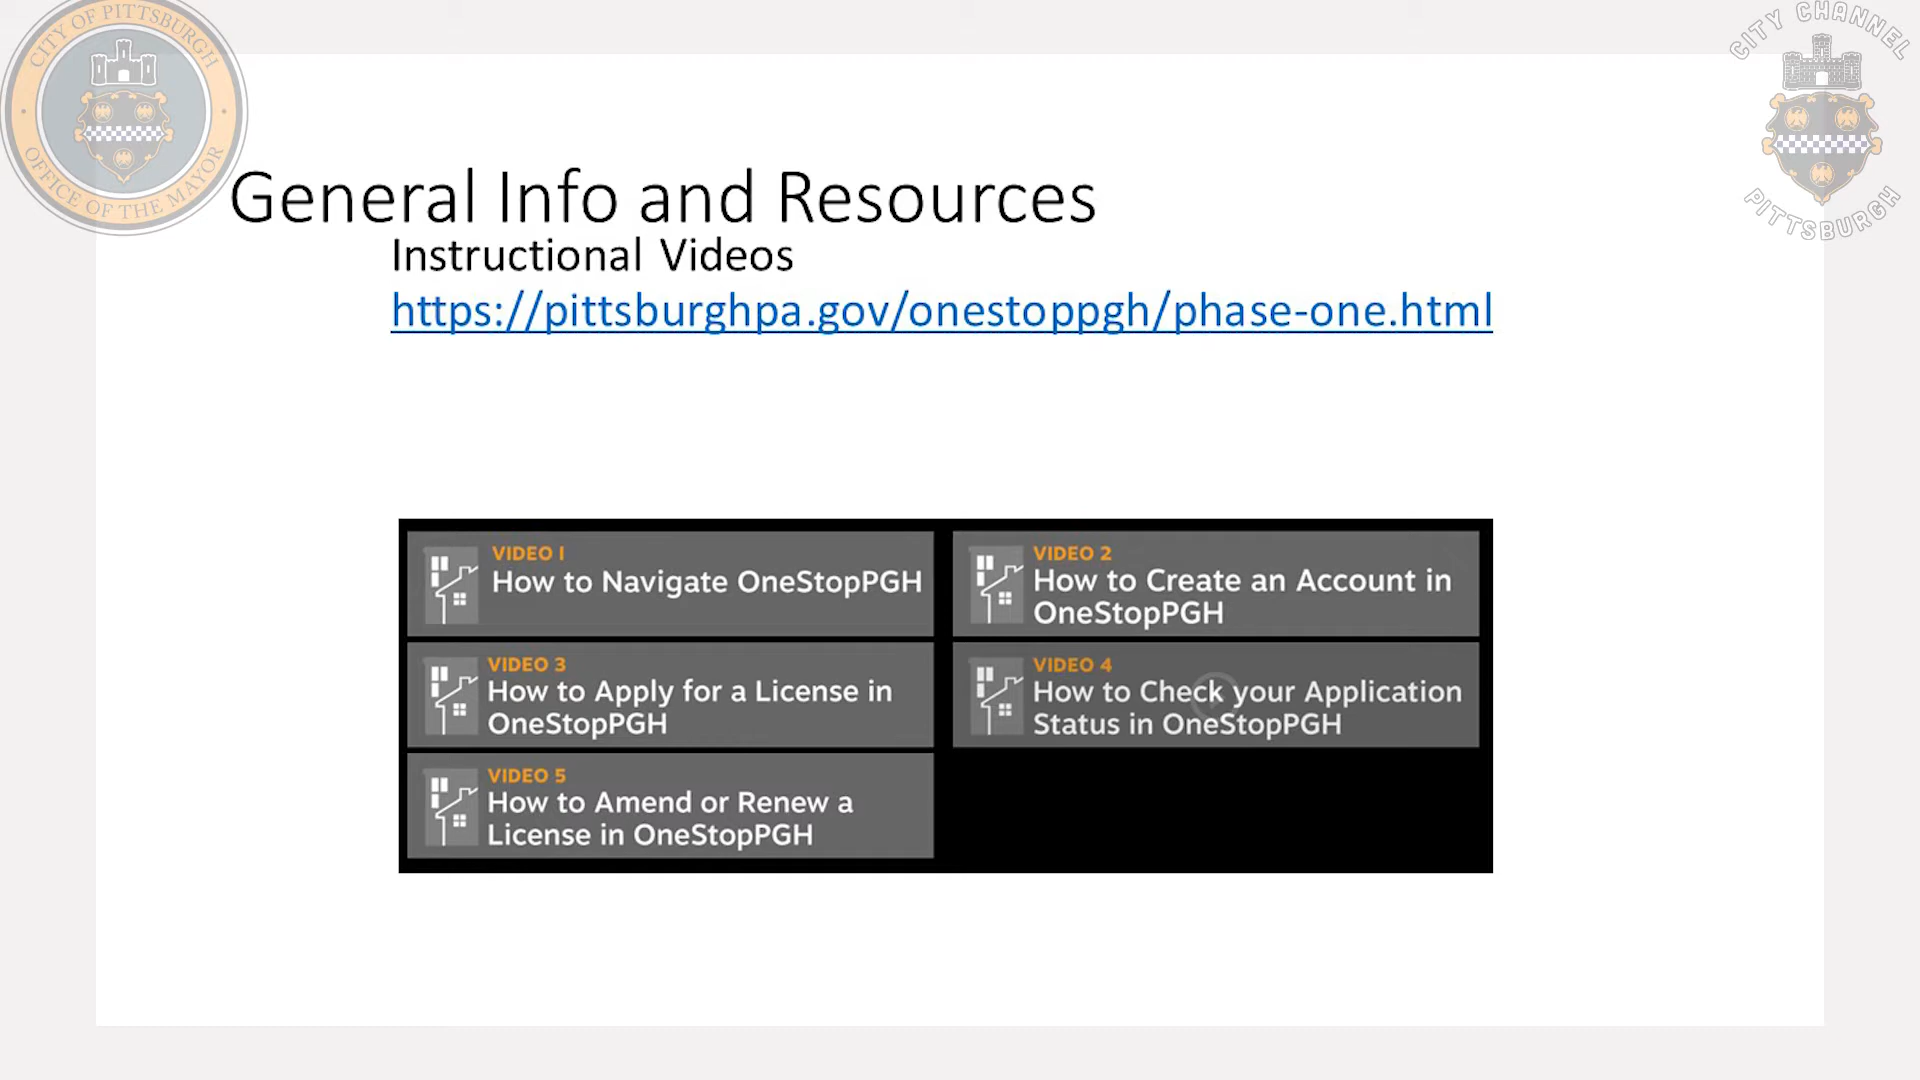 CITY OF PITTSBURGH
OFFICE OF THE MAYOR
CITY CHANNEL
PITTSBURGH
General Info and Resources
Instructional Videos
https://pittsburghpa.gov/onestoppgh/phase-one.html
VIDEO 1
How to Navigate OneStopPGH
VIDEO 2
How to Create an Account in
OneStopPGH
VIDEO 3
How to Apply for a License in
OneStopPGH
VIDEO 4
How to Check your Application
Status in OneStopPGH
VIDEO 5
How to Amend or Renew a
License in OneStopPGH